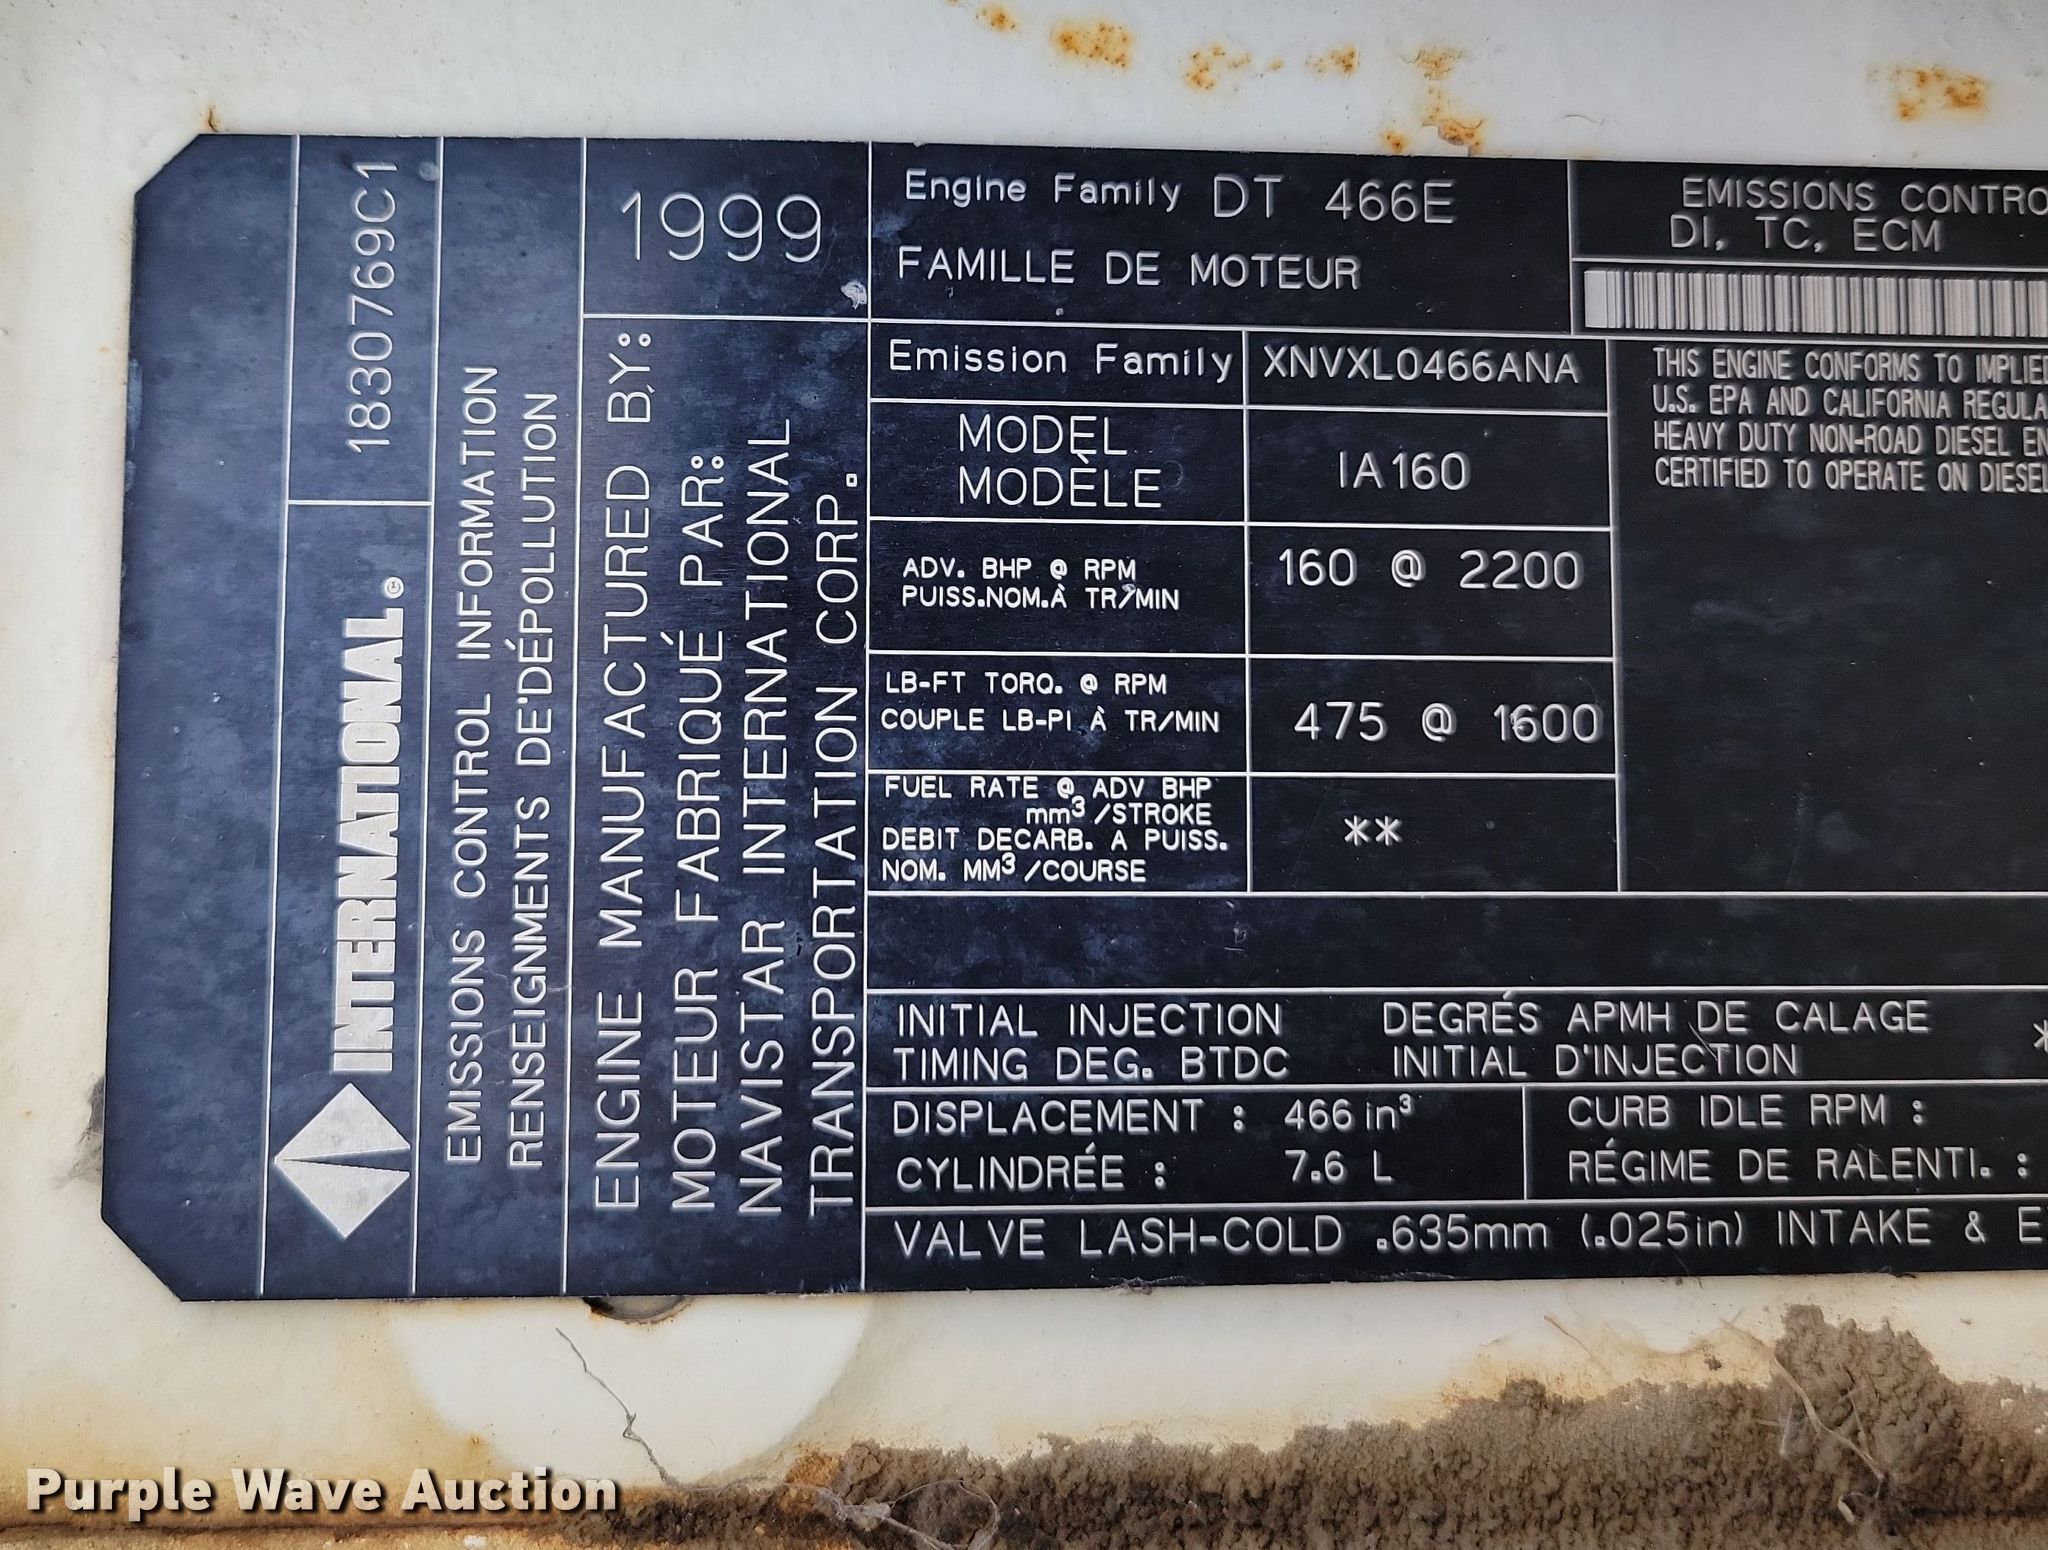 1830769C1
INTERNATIONAL®
EMISSIONS CONTROL INFORMATION
RENSEIGNMENTS DE'DÉPOLLUTION
1999
ENGINE MANUFACTURED BY:
MOTEUR FABRIQUÉ PAR:
NAVISTAR INTERNATIONAL
TRANSPORTATION CORP.
Engine Family DT 466E
FAMILLE DE MOTEUR
EMISSIONS CONTRO
DI, TC, ECM
Emission Family XNVXL0466ANA
MODEL
MODÈLE
IA160
ADV. BHP @ RPM
PUISS.NOM.À TR/MIN
160 @ 2200
LB-FT TORQ. @ RPM
COUPLE LB-PI À TR/MIN
475 @ 1600
FUEL RATE @ ADV BHP
mm³/STROKE
DEBIT DECARB. A PUISS.
NOM. MM³/COURSE
**
THIS ENGINE CONFORMS TO IMPLIE
U.S. EPA AND CALIFORNIA REGULA
HEAVY DUTY NON-ROAD DIESEL EN
CERTIFIED TO OPERATE ON DIESEL
INITIAL INJECTION
TIMING DEG. BTDC
DEGRÉS APMH DE CALAGE
INITIAL D'INJECTION
*
DISPLACEMENT : 466 in³
CYLINDRÉE : 7.6 L
CURB IDLE RPM :
RÉGIME DE RALENTI. :
VALVE LASH-COLD .635mm (.025in) INTAKE & E
Purple Wave Auction